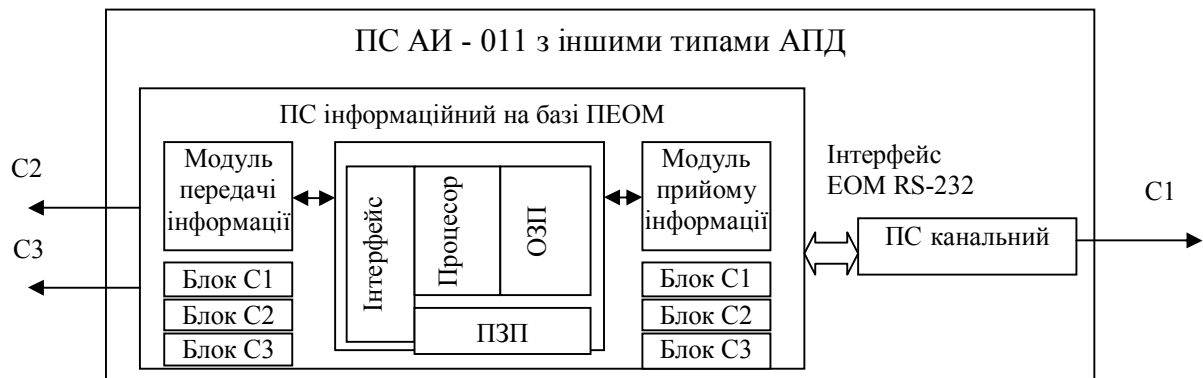 ПС АИ - 011 з іншими типами АПД
ПС інформаційний на базі ПЕОМ
С2
С3
Модуль
передачі
інформації
Блок С1
Блок С2
Блок С3
Інтерфейс
Процесор
ОЗП
ПЗП
Модуль
прийому
інформації
Блок С1
Блок С2
Блок С3
Інтерфейс
ЕОМ RS-232
ПС канальний
С1